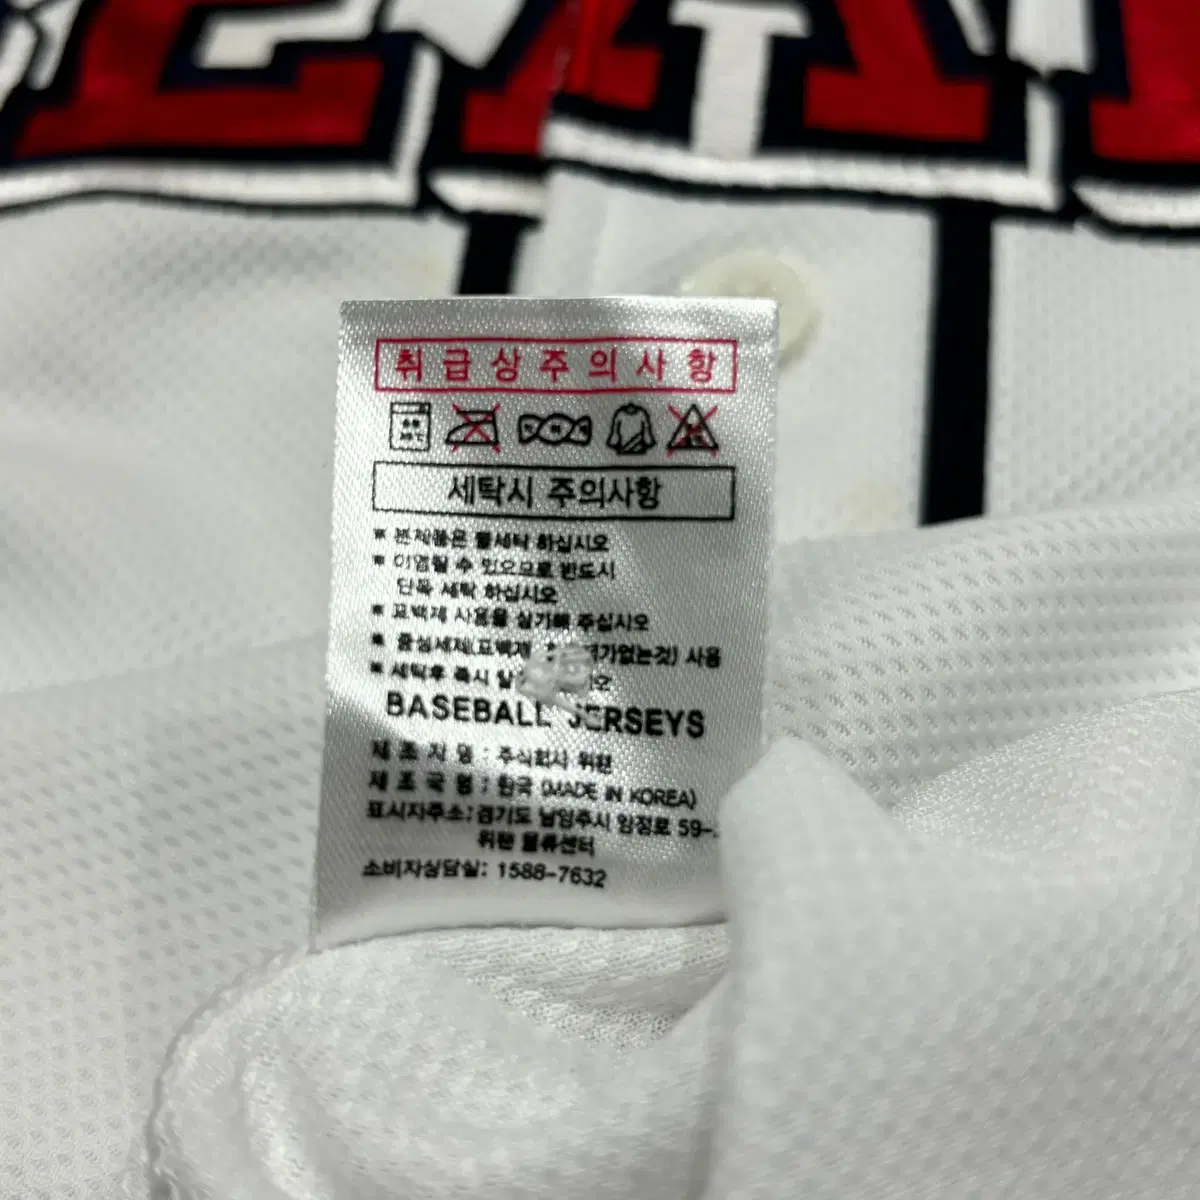 취급상주의사항
세탁시 주의사항
* 본제품은 물세탁 하십시오
* 이염될 수 있으므로 반드시
단독 세탁 하십시오
* 표백제 사용을 삼가해 주십시오
* 중성세제(표백제 가없는것) 사용
* 세탁후 즉시
BASEBALL JERSEYS
제 조 자 명 : 주식회사 위팬
제 조 국 명 : 한국 (MADE IN KOREA)
표시자주소: 경기도 남양주시 임정로 59-
위팬 물류센터
소비자상담실: 1588-7632